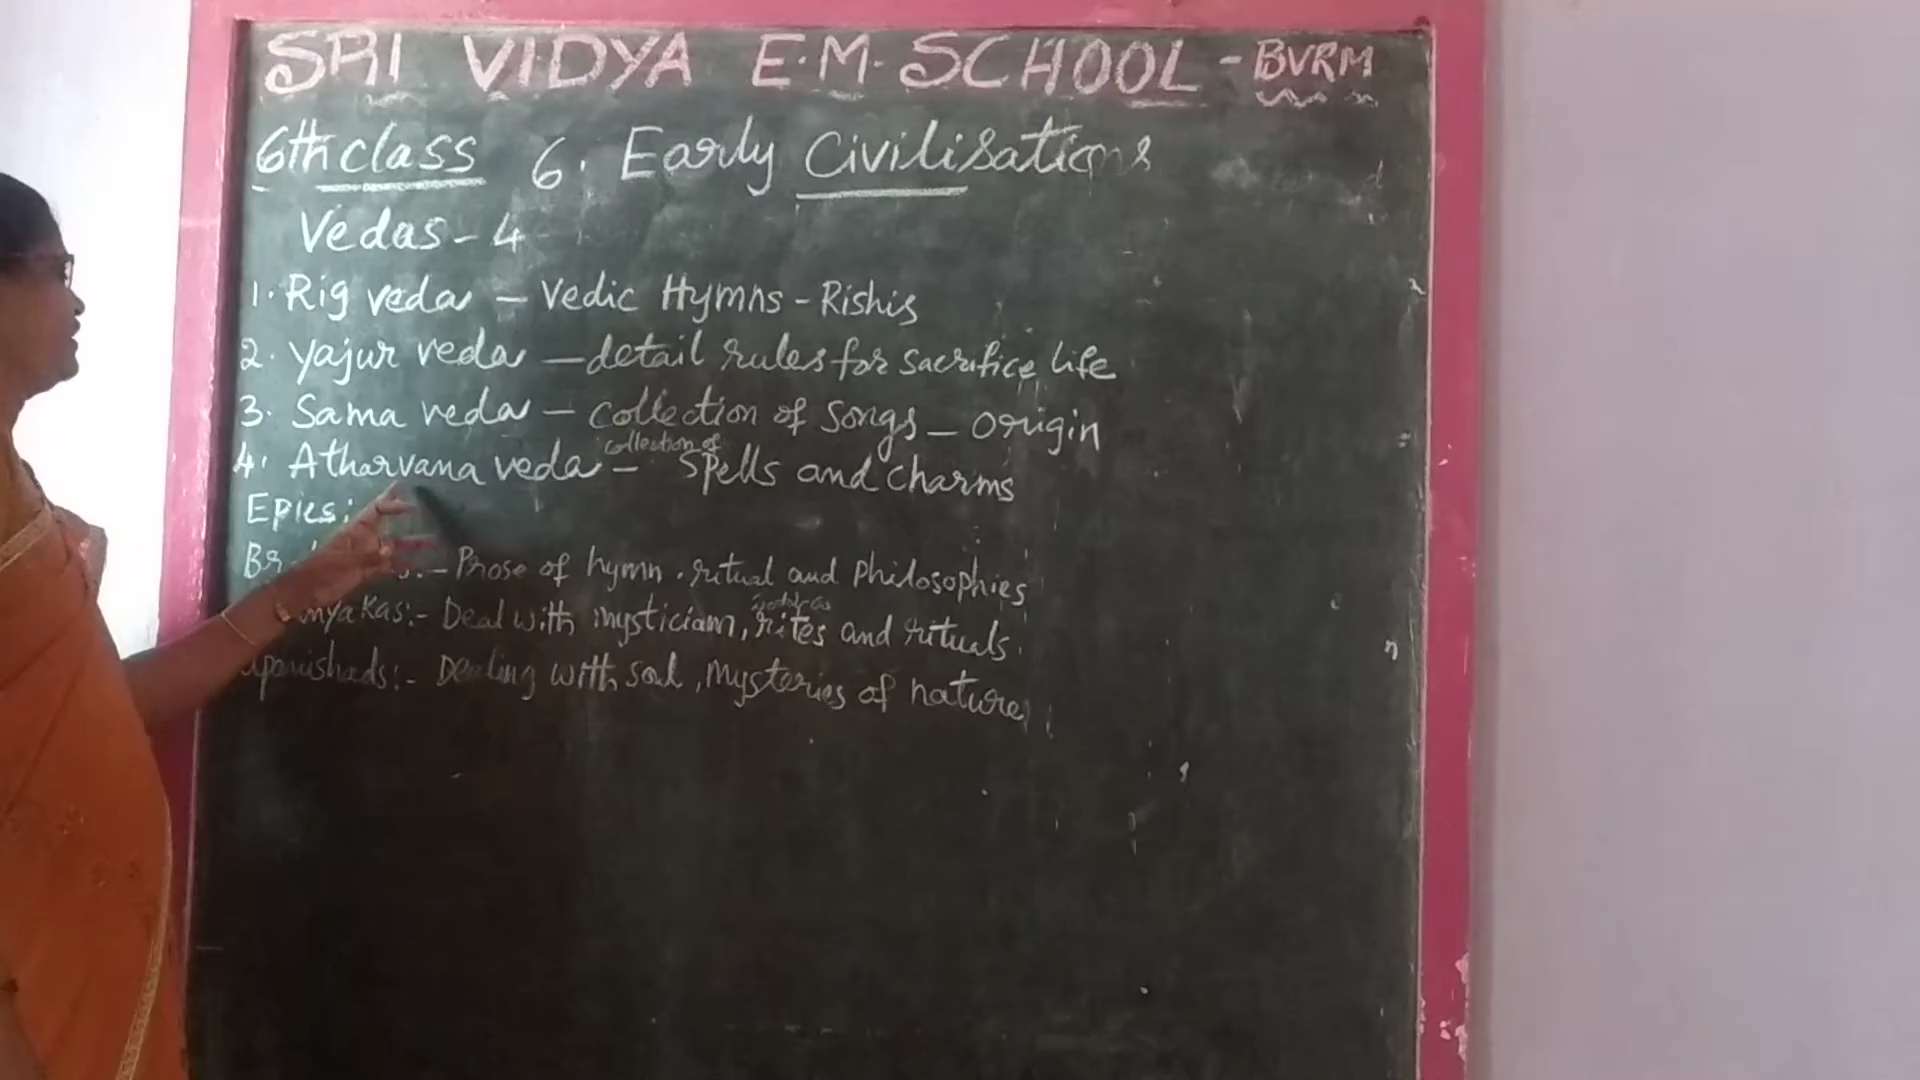 SRI VIDYA E.M. SCHOOL - BVRM
6th class 6. Early Civilisations
Vedas - 4
1. Rig veda - Vedic Hymns - Rishis
2. Yajur veda - detail rules for sacrifice life
3. Sama veda - collection of songs - origin
4. Atharvana veda - collection of spells and charms
Epics:
:- Prose of hymn, ritual and philosophies
:- Deal with mysticiam, rites and rituals.
upanishads:- Dealing with soul, mysteries of nature